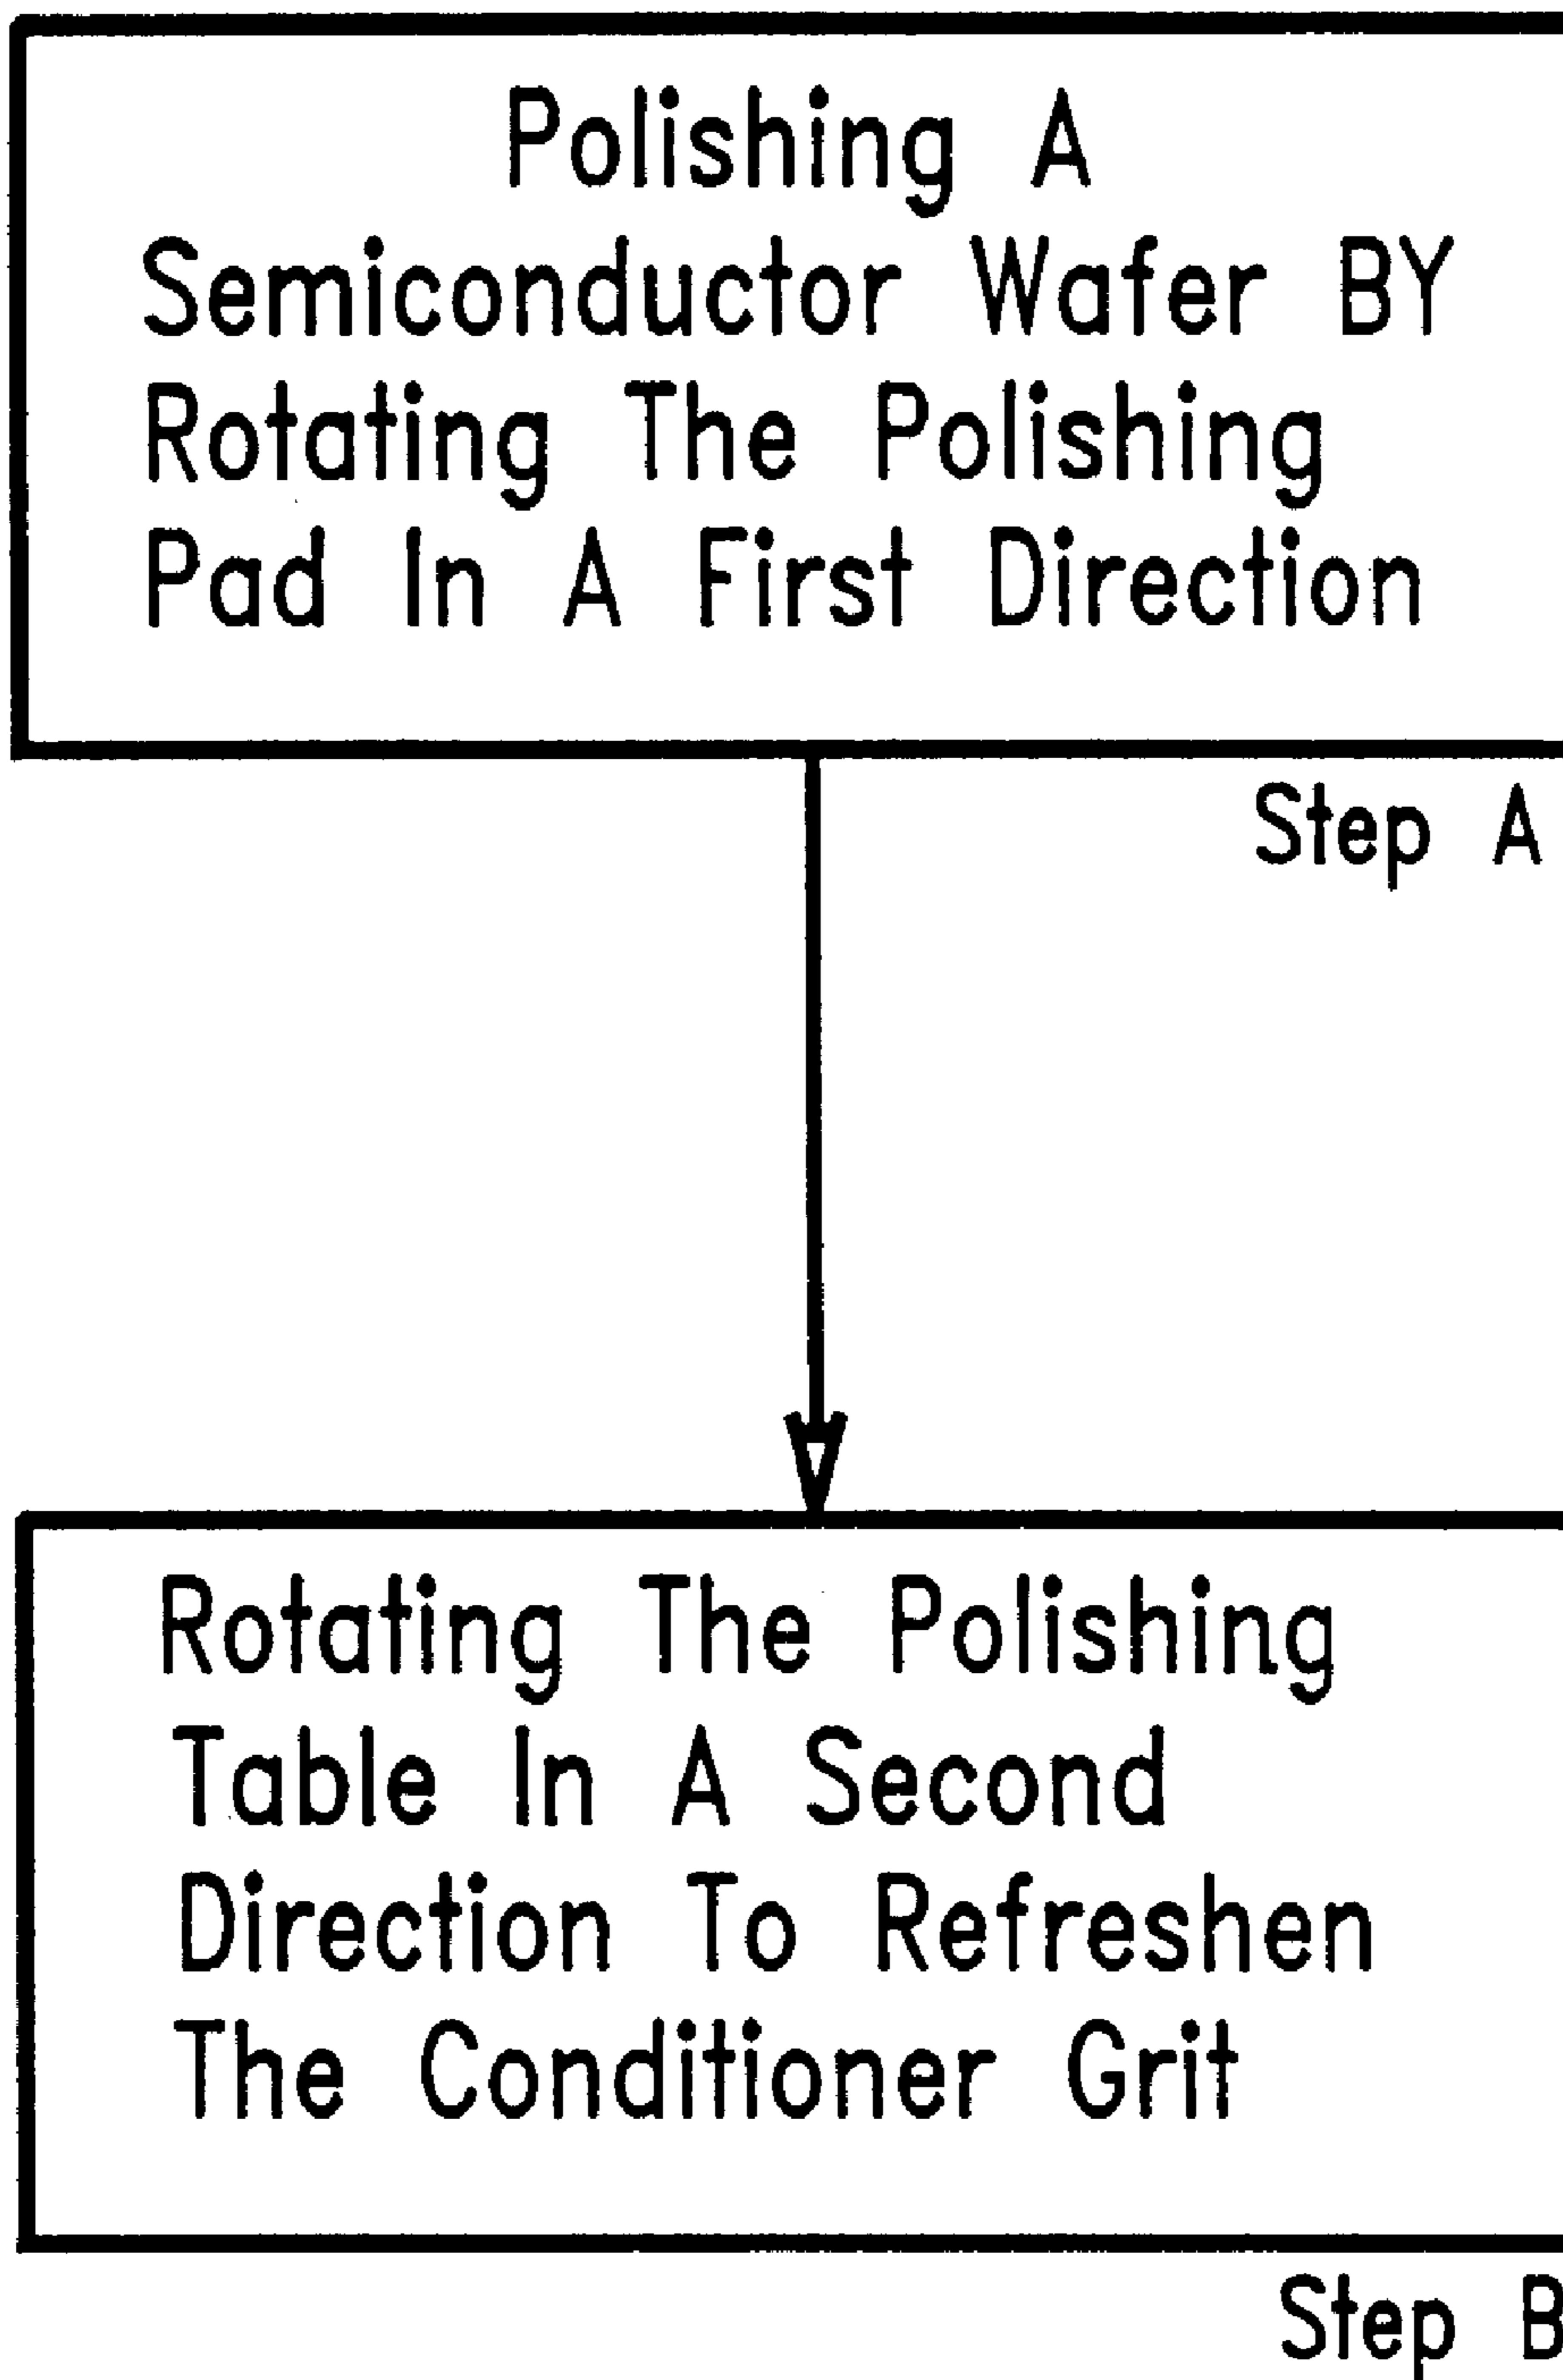 Polishing A
Semiconductor Wafer BY
Rotating The Polishing
Pad In A First Direction
Step A
Rotating The Polishing
Table In A Second
Direction To Refreshen
The Conditioner Grit
Step B